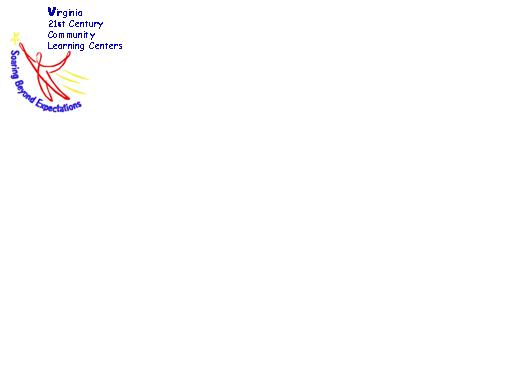 Virginia
21st Century
Community
Learning Centers
Soaring Beyond Expectations